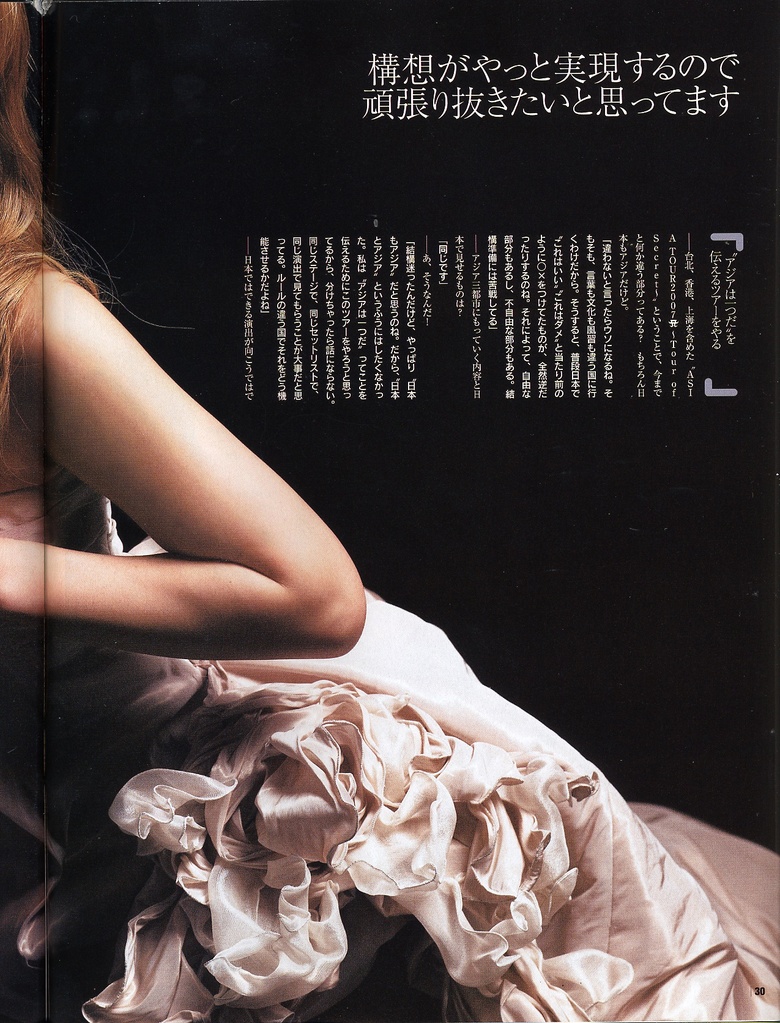 構想がやっと実現するので
頑張り抜きたいと思ってます
“アジアは一つだ”を
伝えるツアーをやる
──台北、香港、上海を含めた“ASI
A TOUR2007 (Tour of
Secret)”ということで、今まで
と何か違う部分ってある? もちろん日
本もアジアだけど。
「違わないと言ったらウソになるね。そ
もそも、言葉も文化も風習も違う国に行
くわけだから。そうすると、普段日本で
“これはいい”“これはダメ”と当たり前の
ように〇×をつけてたものが、全然逆だ
ったりするのね。それによって、自由な
部分もあるし、不自由な部分もある。結
構準備には苦戦してる」
──アジア三都市にもっていく内容と日
本で見せるものは?
「同じです」
──あ、そうなんだ!
「結構迷ったんだけど、やっぱり、日本
もアジア”だと思うのね。だから、“日本
とアジア”というふうにはしたくなかっ
た。私は“アジアは一つだ”ってことを
伝えるためにこのツアーをやろうと思っ
てるから、分けちゃったら話にならない。
同じステージで、同じセットリストで、
同じ演出で見てもらうことが大事だと思
ってる。ルールの違う国でそれをどう機
能させるかだよね」
──日本ではできる演出が向こうではで
30